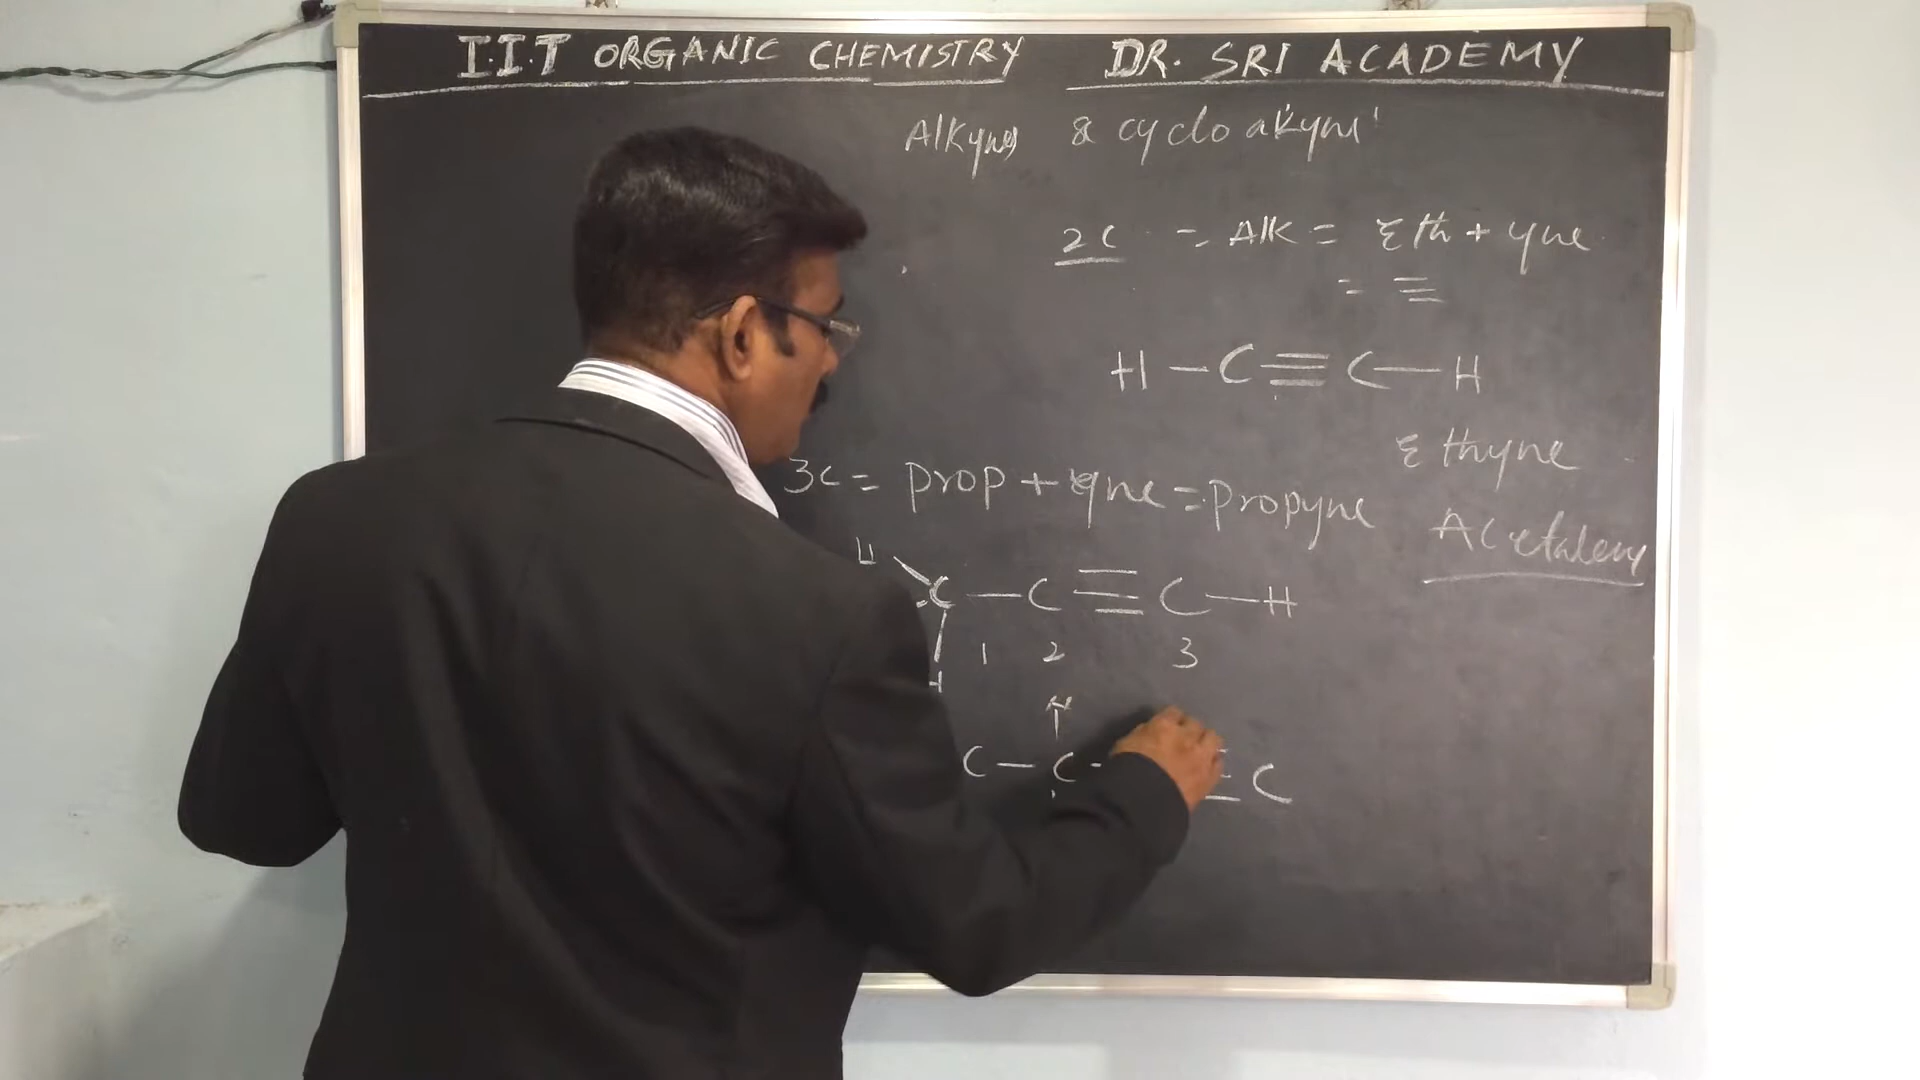 I.I.T ORGANIC CHEMISTRY DR. SRI ACADEMY
Alkynes & cycloalkynes
2C = Alk = Eth + yne
= ≡
H — C ≡ C — H
Ethyne
3C = prop + yne = propyne
H
C — C ≡ C — H
1 2 3
H
H
C — C - ≡ C